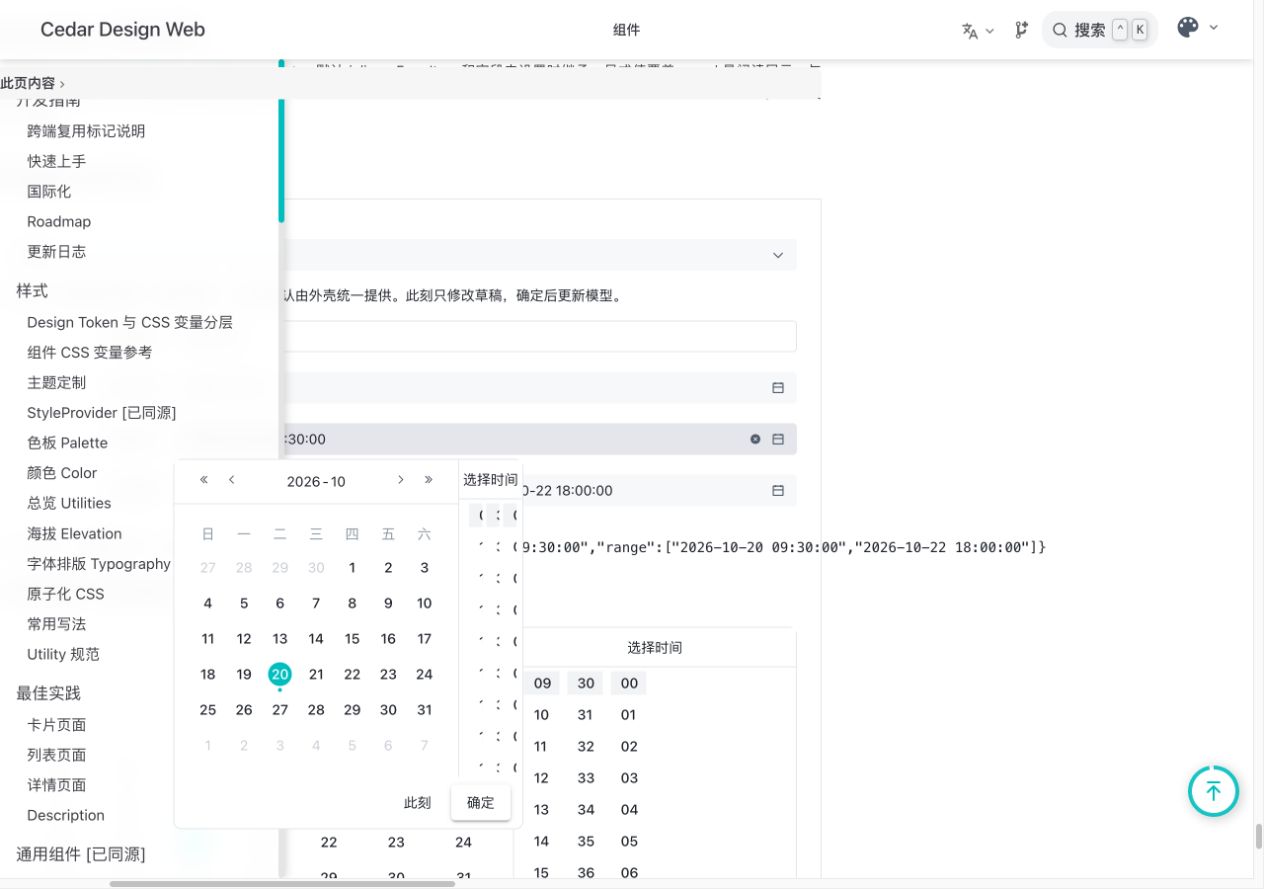 Cedar Design Web
组件
搜索
K
此页内容
开发指南
跨端复用标记说明
快速上手
国际化
Roadmap
更新日志
样式
Design Token 与 CSS 变量分层
组件 CSS 变量参考
主题定制
StyleProvider [已同源]
色板 Palette
颜色 Color
总览 Utilities
海拔 Elevation
字体排版 Typography
原子化 CSS
常用写法
Utility 规范
最佳实践
卡片页面
列表页面
详情页面
Description
通用组件 [已同源]
认由外壳统一提供。此刻只修改草稿，确定后更新模型。
:30:00
0-22 18:00:00
9:30:00","range":["2026-10-20 09:30:00","2026-10-22 18:00:00"]}
« ‹ 2026-10 › »
选择时间
日 一 二 三 四 五 六
27 28 29 30 1 2 3
4 5 6 7 8 9 10
11 12 13 14 15 16 17
18 19 20 21 22 23 24
25 26 27 28 29 30 31
1 2 3 4 5 6 7
此刻 确定
选择时间
09 30 00
10 31 01
11 32 02
12 33 03
13 34 04
14 35 05
15 36 06
22 23 24
29 30 31